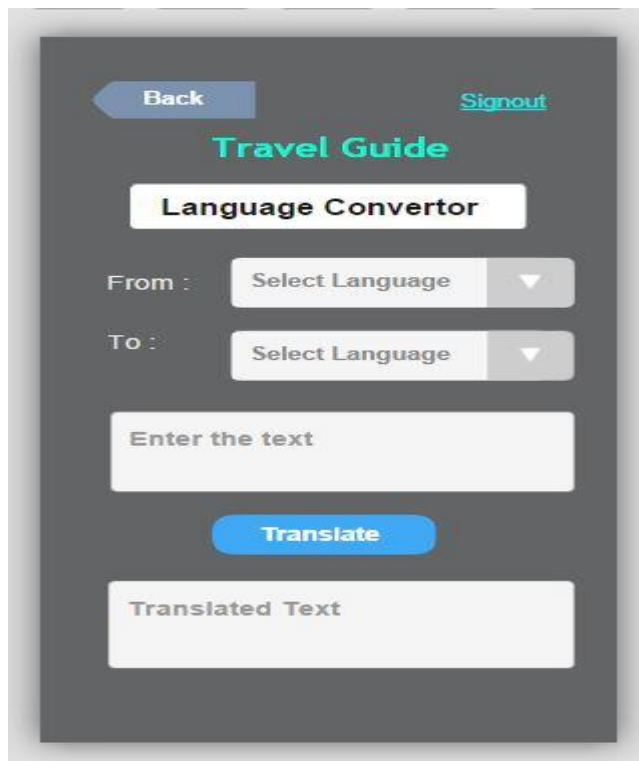 Back
Signout
Travel Guide
Language Convertor
From :
Select Language
To :
Select Language
Enter the text
Translate
Translated Text